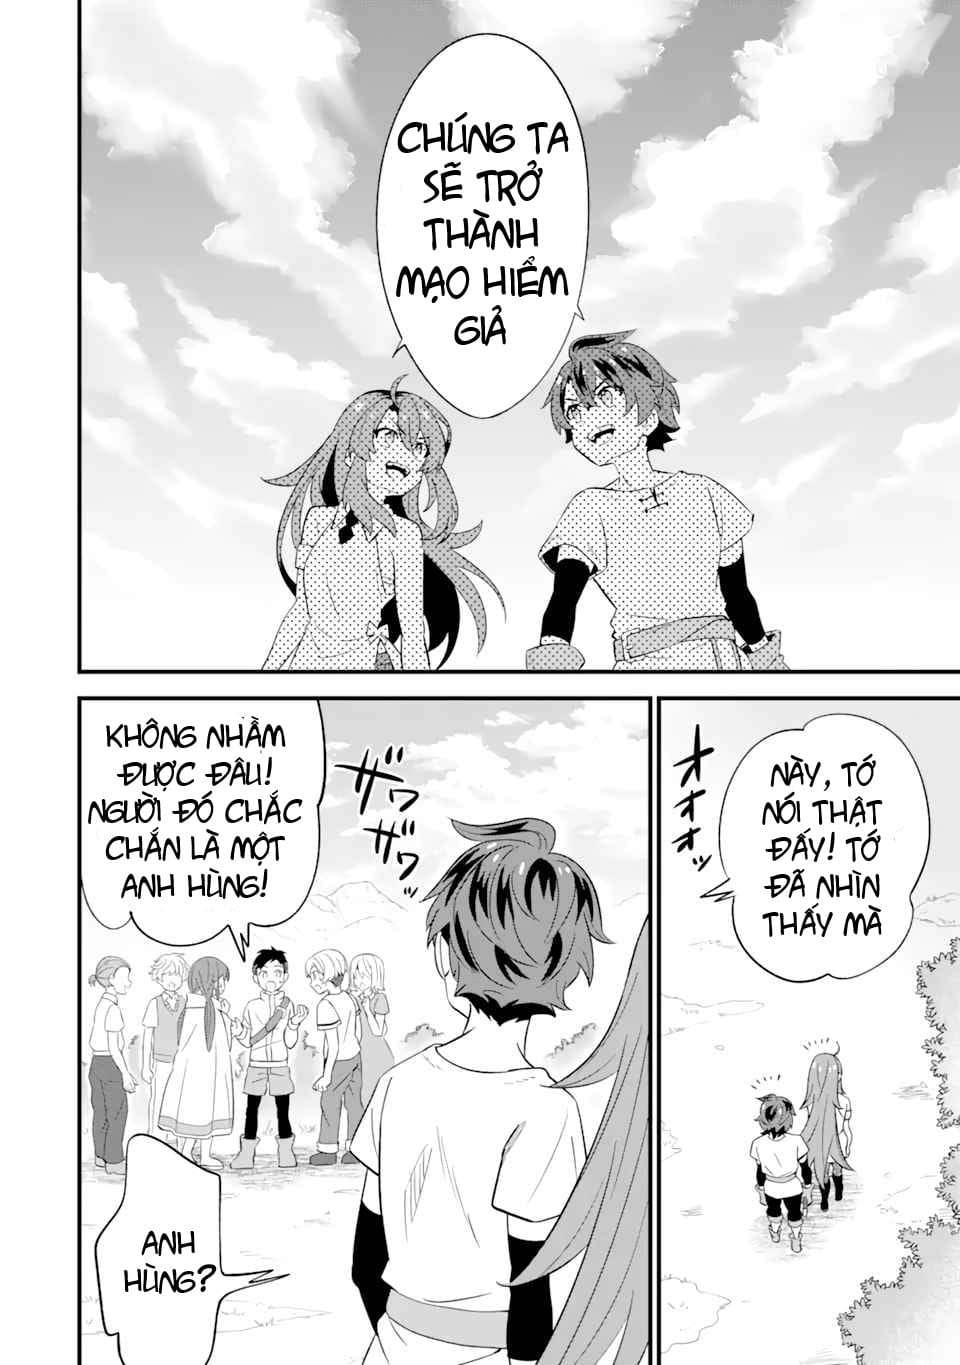 CHÚNG TA
SẼ TRỞ
THÀNH
MẠO HIỂM
GIẢ
NÀY, TỚ
NÓI THẬT
ĐẤY! TỚ
ĐÃ NHÌN
THẤY MÀ
オオオ
KHÔNG NHẦM
ĐƯỢC ĐÂU!
NGƯỜI ĐÓ CHẮC
CHẮN LÀ MỘT
ANH HÙNG!
ザワ
ザワ
ANH
HÙNG?